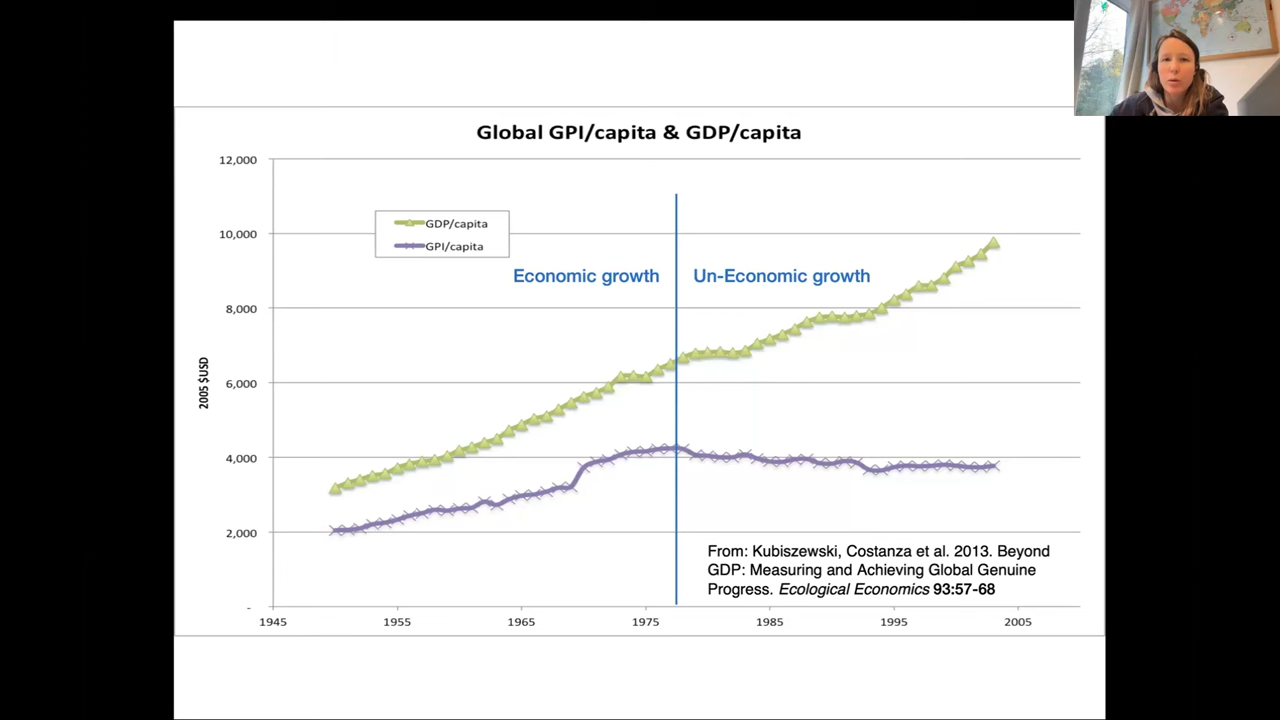 Global GPI/capita & GDP/capita
12,000
10,000
8,000
6,000
4,000
2,000
-
2005 $USD
GDP/capita
GPI/capita
Economic growth
Un-Economic growth
From: Kubiszewski, Costanza et al. 2013. Beyond
GDP: Measuring and Achieving Global Genuine
Progress. Ecological Economics 93:57-68
1945
1955
1965
1975
1985
1995
2005